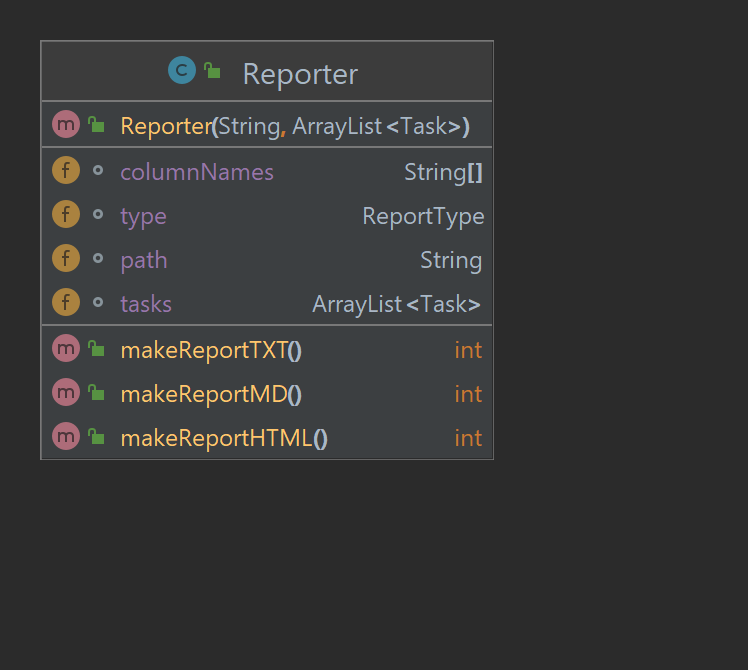 Reporter
Reporter(String, ArrayList<Task>)
columnNames String[]
type ReportType
path String
tasks ArrayList<Task>
makeReportTXT() int
makeReportMD() int
makeReportHTML() int